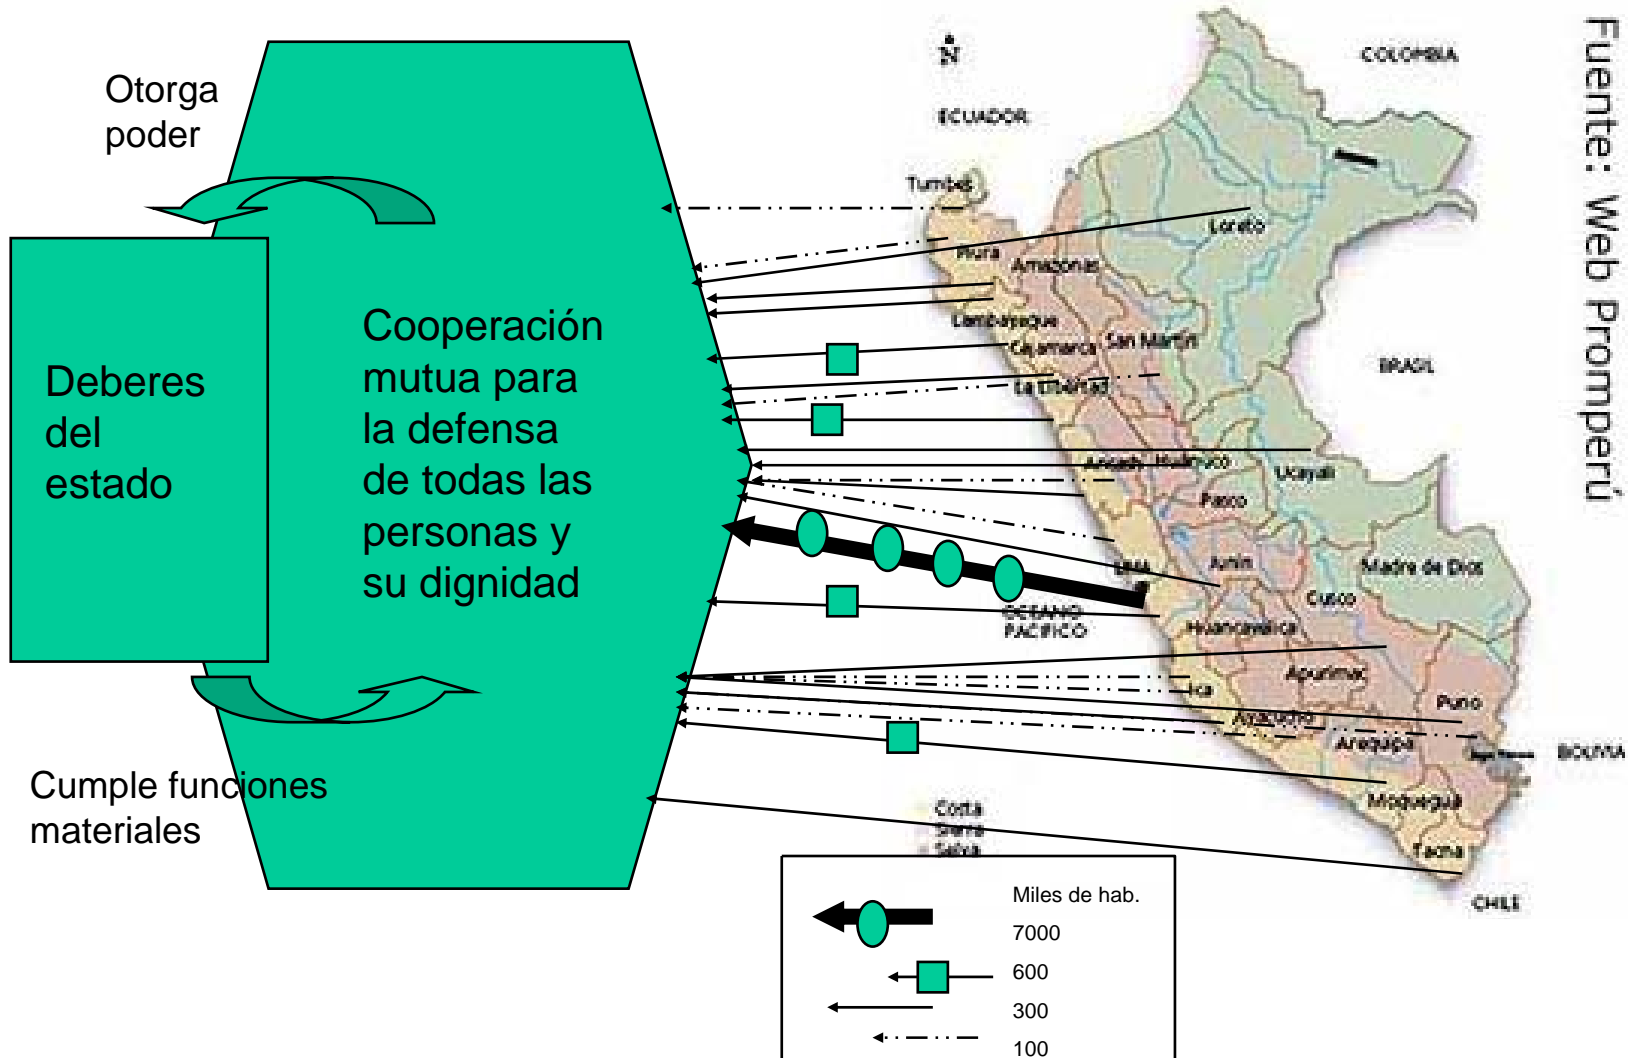 Otorga
poder
Deberes
del
estado
Cooperación
mutua para
la defensa
de todas las
personas y
su dignidad
Cumple funciones
materiales
Fuente: Web Promperú
N
COLOMBIA
ECUADOR
Tumbes
Loreto
Piura
Amazonas
Lambayeque
Cajamarca
San Martín
BRASIL
La Libertad
Ancash
Huánuco
Ucayali
Pasco
LIMA
Junín
Madre de Dios
Cusco
OCEANO
PACIFICO
Huancavelica
Apurímac
Ica
Puno
Ayacucho
Arequipa
BOLIVIA
Moquegua
Costa
Sierra
Selva
Tacna
CHILE
Miles de hab.
7000
600
300
100